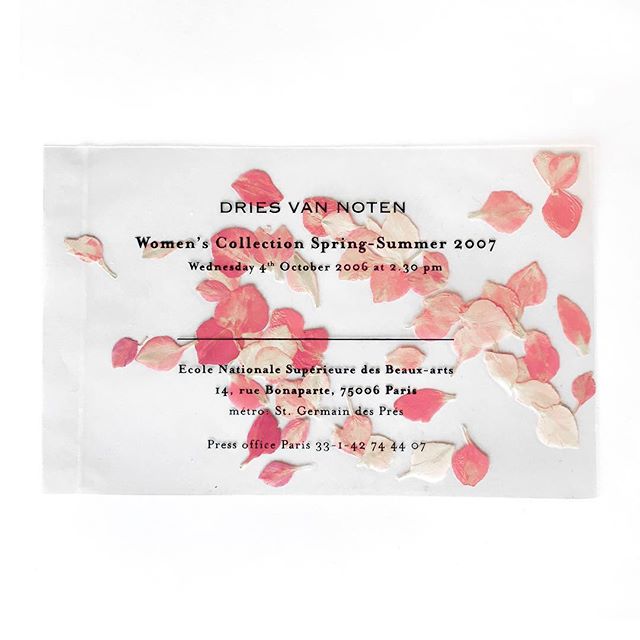 DRIES VAN NOTEN
Women's Collection Spring-Summer 2007
Wednesday 4th October 2006 at 2.30 pm
Ecole Nationale Supérieure des Beaux-arts
14, rue Bonaparte, 75006 Paris
métro: St. Germain des Prés
Press office Paris 33-1-42 74 44 07